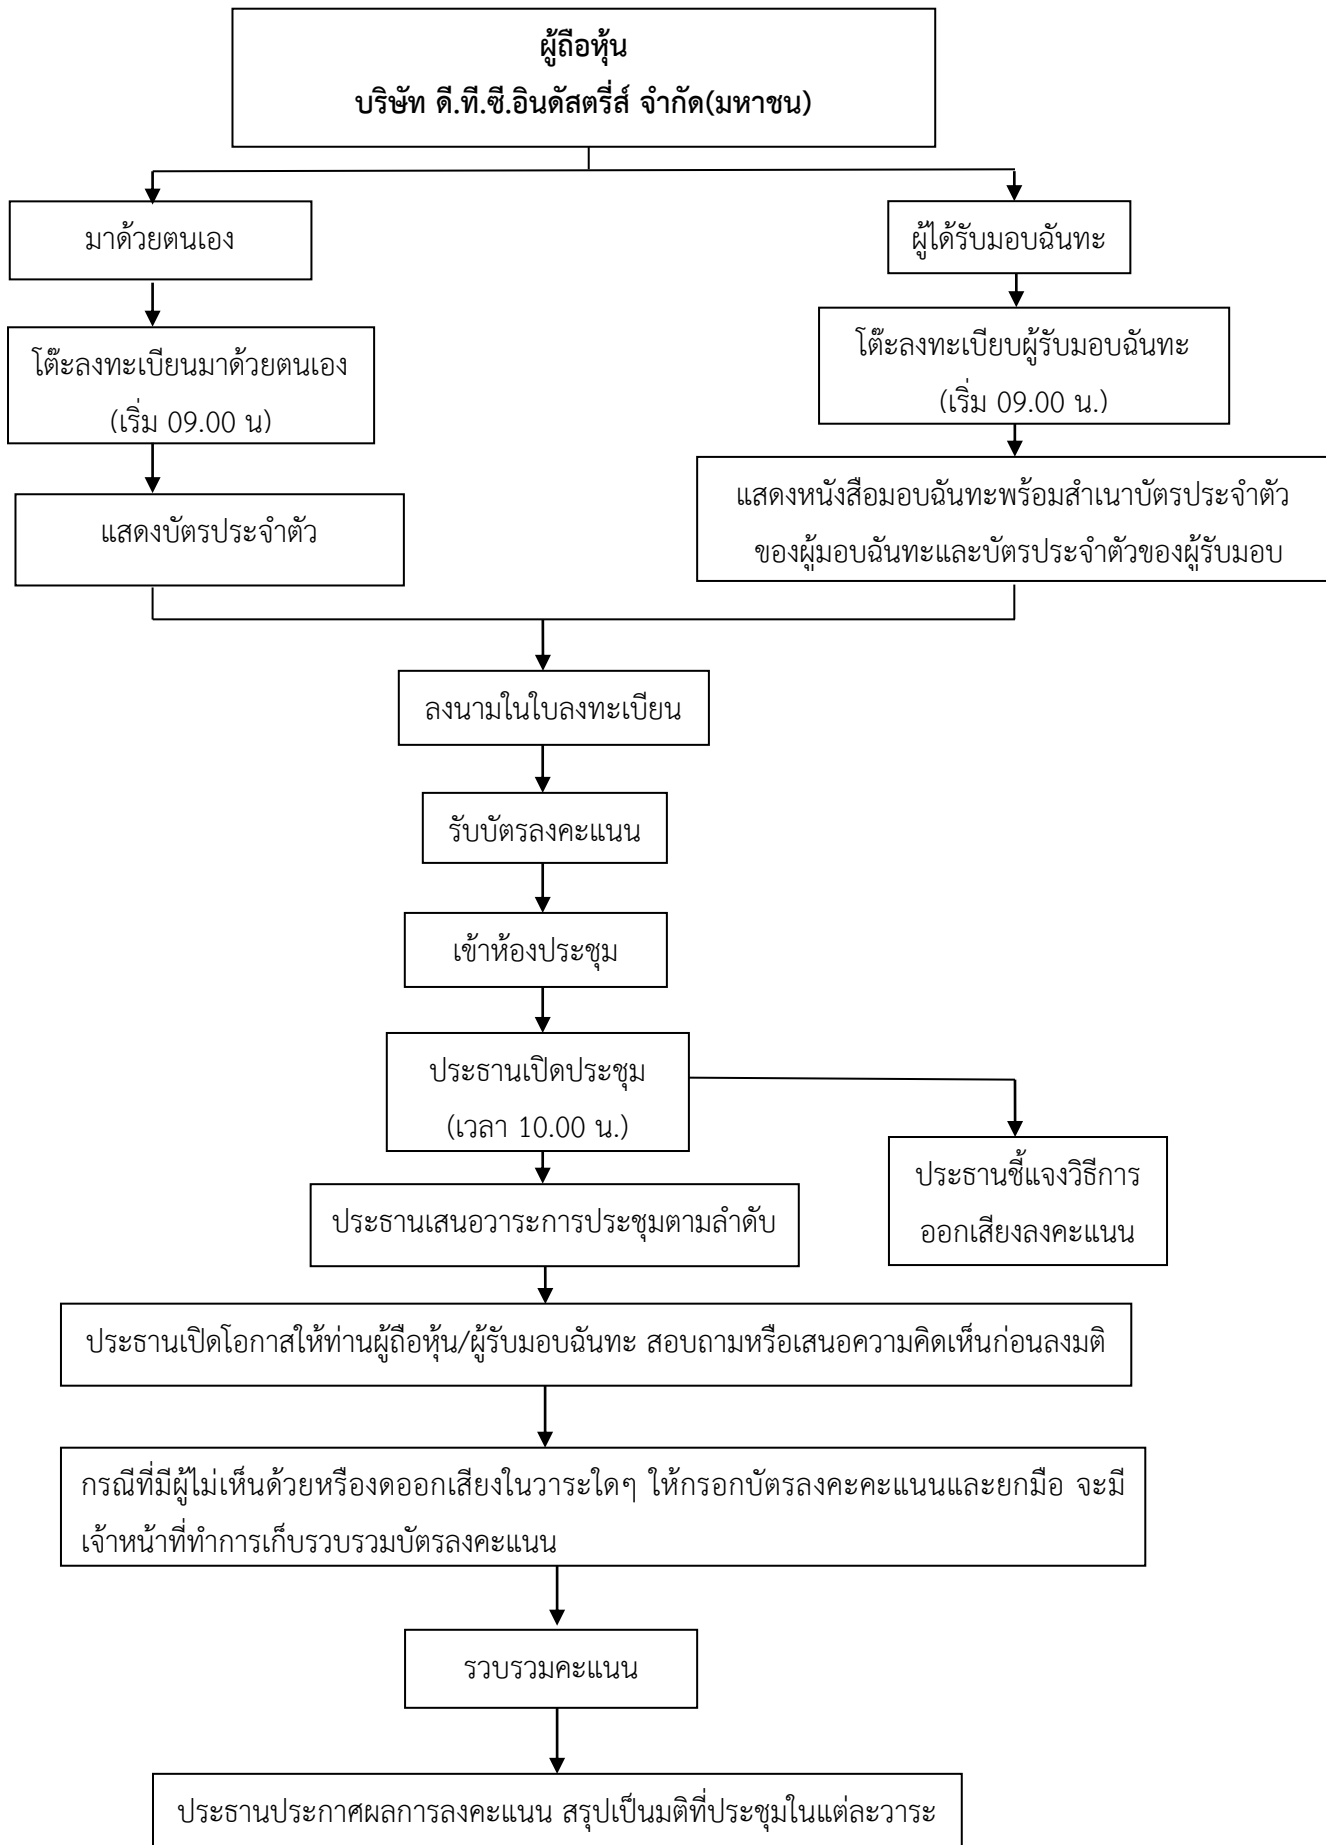 ผู้ถือหุ้น
บริษัท ดี.ที.ซี.อินดัสตรี่ส์ จำกัด(มหาชน)
มาด้วยตนเอง
ผู้ได้รับมอบฉันทะ
โต๊ะลงทะเบียนมาด้วยตนเอง
(เริ่ม 09.00 น)
โต๊ะลงทะเบียบผู้รับมอบฉันทะ
(เริ่ม 09.00 น.)
แสดงบัตรประจำตัว
แสดงหนังสือมอบฉันทะพร้อมสำเนาบัตรประจำตัว
ของผู้มอบฉันทะและบัตรประจำตัวของผู้รับมอบ
ลงนามในใบลงทะเบียน
รับบัตรลงคะแนน
เข้าห้องประชุม
ประธานเปิดประชุม
(เวลา 10.00 น.)
ประธานชี้แจงวิธีการ
ออกเสียงลงคะแนน
ประธานเสนอวาระการประชุมตามลำดับ
ประธานเปิดโอกาสให้ท่านผู้ถือหุ้น/ผู้รับมอบฉันทะ สอบถามหรือเสนอความคิดเห็นก่อนลงมติ
กรณีที่มีผู้ไม่เห็นด้วยหรืองดออกเสียงในวาระใดๆ ให้กรอกบัตรลงคะคะแนนและยกมือ จะมี
เจ้าหน้าที่ทำการเก็บรวบรวมบัตรลงคะแนน
รวบรวมคะแนน
ประธานประกาศผลการลงคะแนน สรุปเป็นมติที่ประชุมในแต่ละวาระ